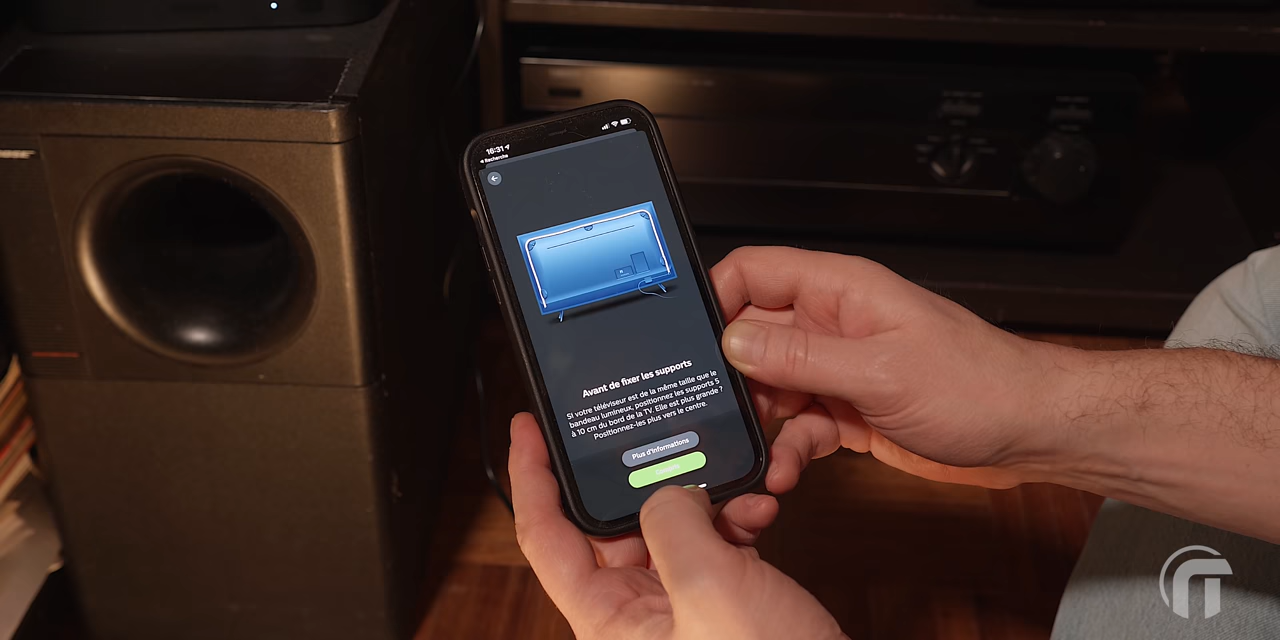 16:31
Recherche
Avant de fixer les supports
Si votre téléviseur est de la même taille que le
bandeau lumineux, positionnez les supports 5
à 10 cm du bord de la TV. Elle est plus grande ?
Positionnez-les plus vers le centre.
Plus d'informations